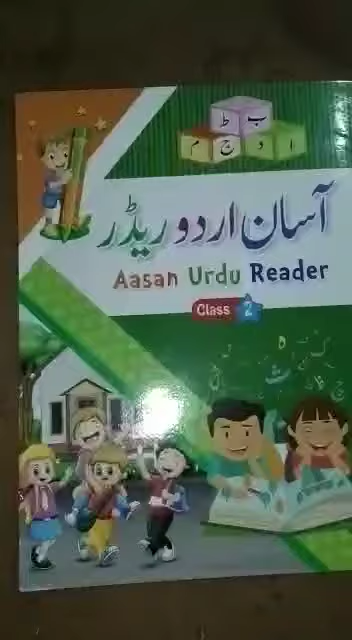 ب ط
ا د ج م
آسان اردو ریڈر
Aasan Urdu Reader
Class 2